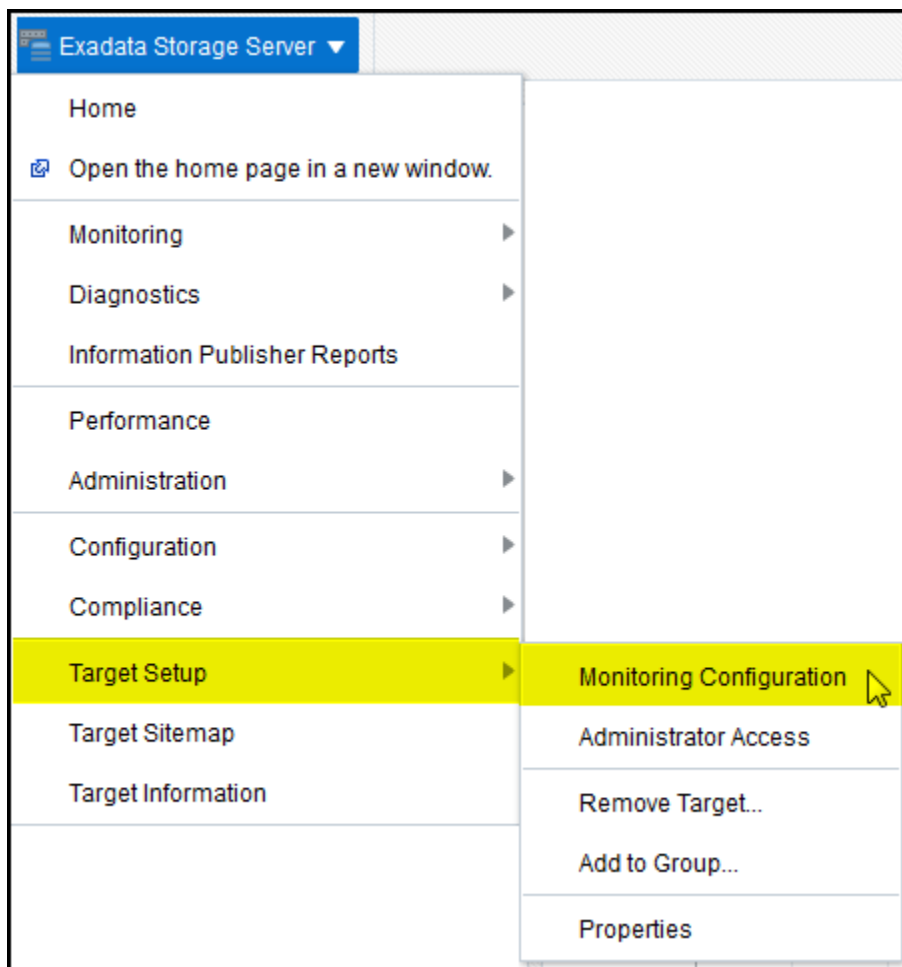 Exadata Storage Server
Home
Open the home page in a new window.
Monitoring
Diagnostics
Information Publisher Reports
Performance
Administration
Configuration
Compliance
Target Setup
Target Sitemap
Target Information
Monitoring Configuration
Administrator Access
Remove Target...
Add to Group...
Properties